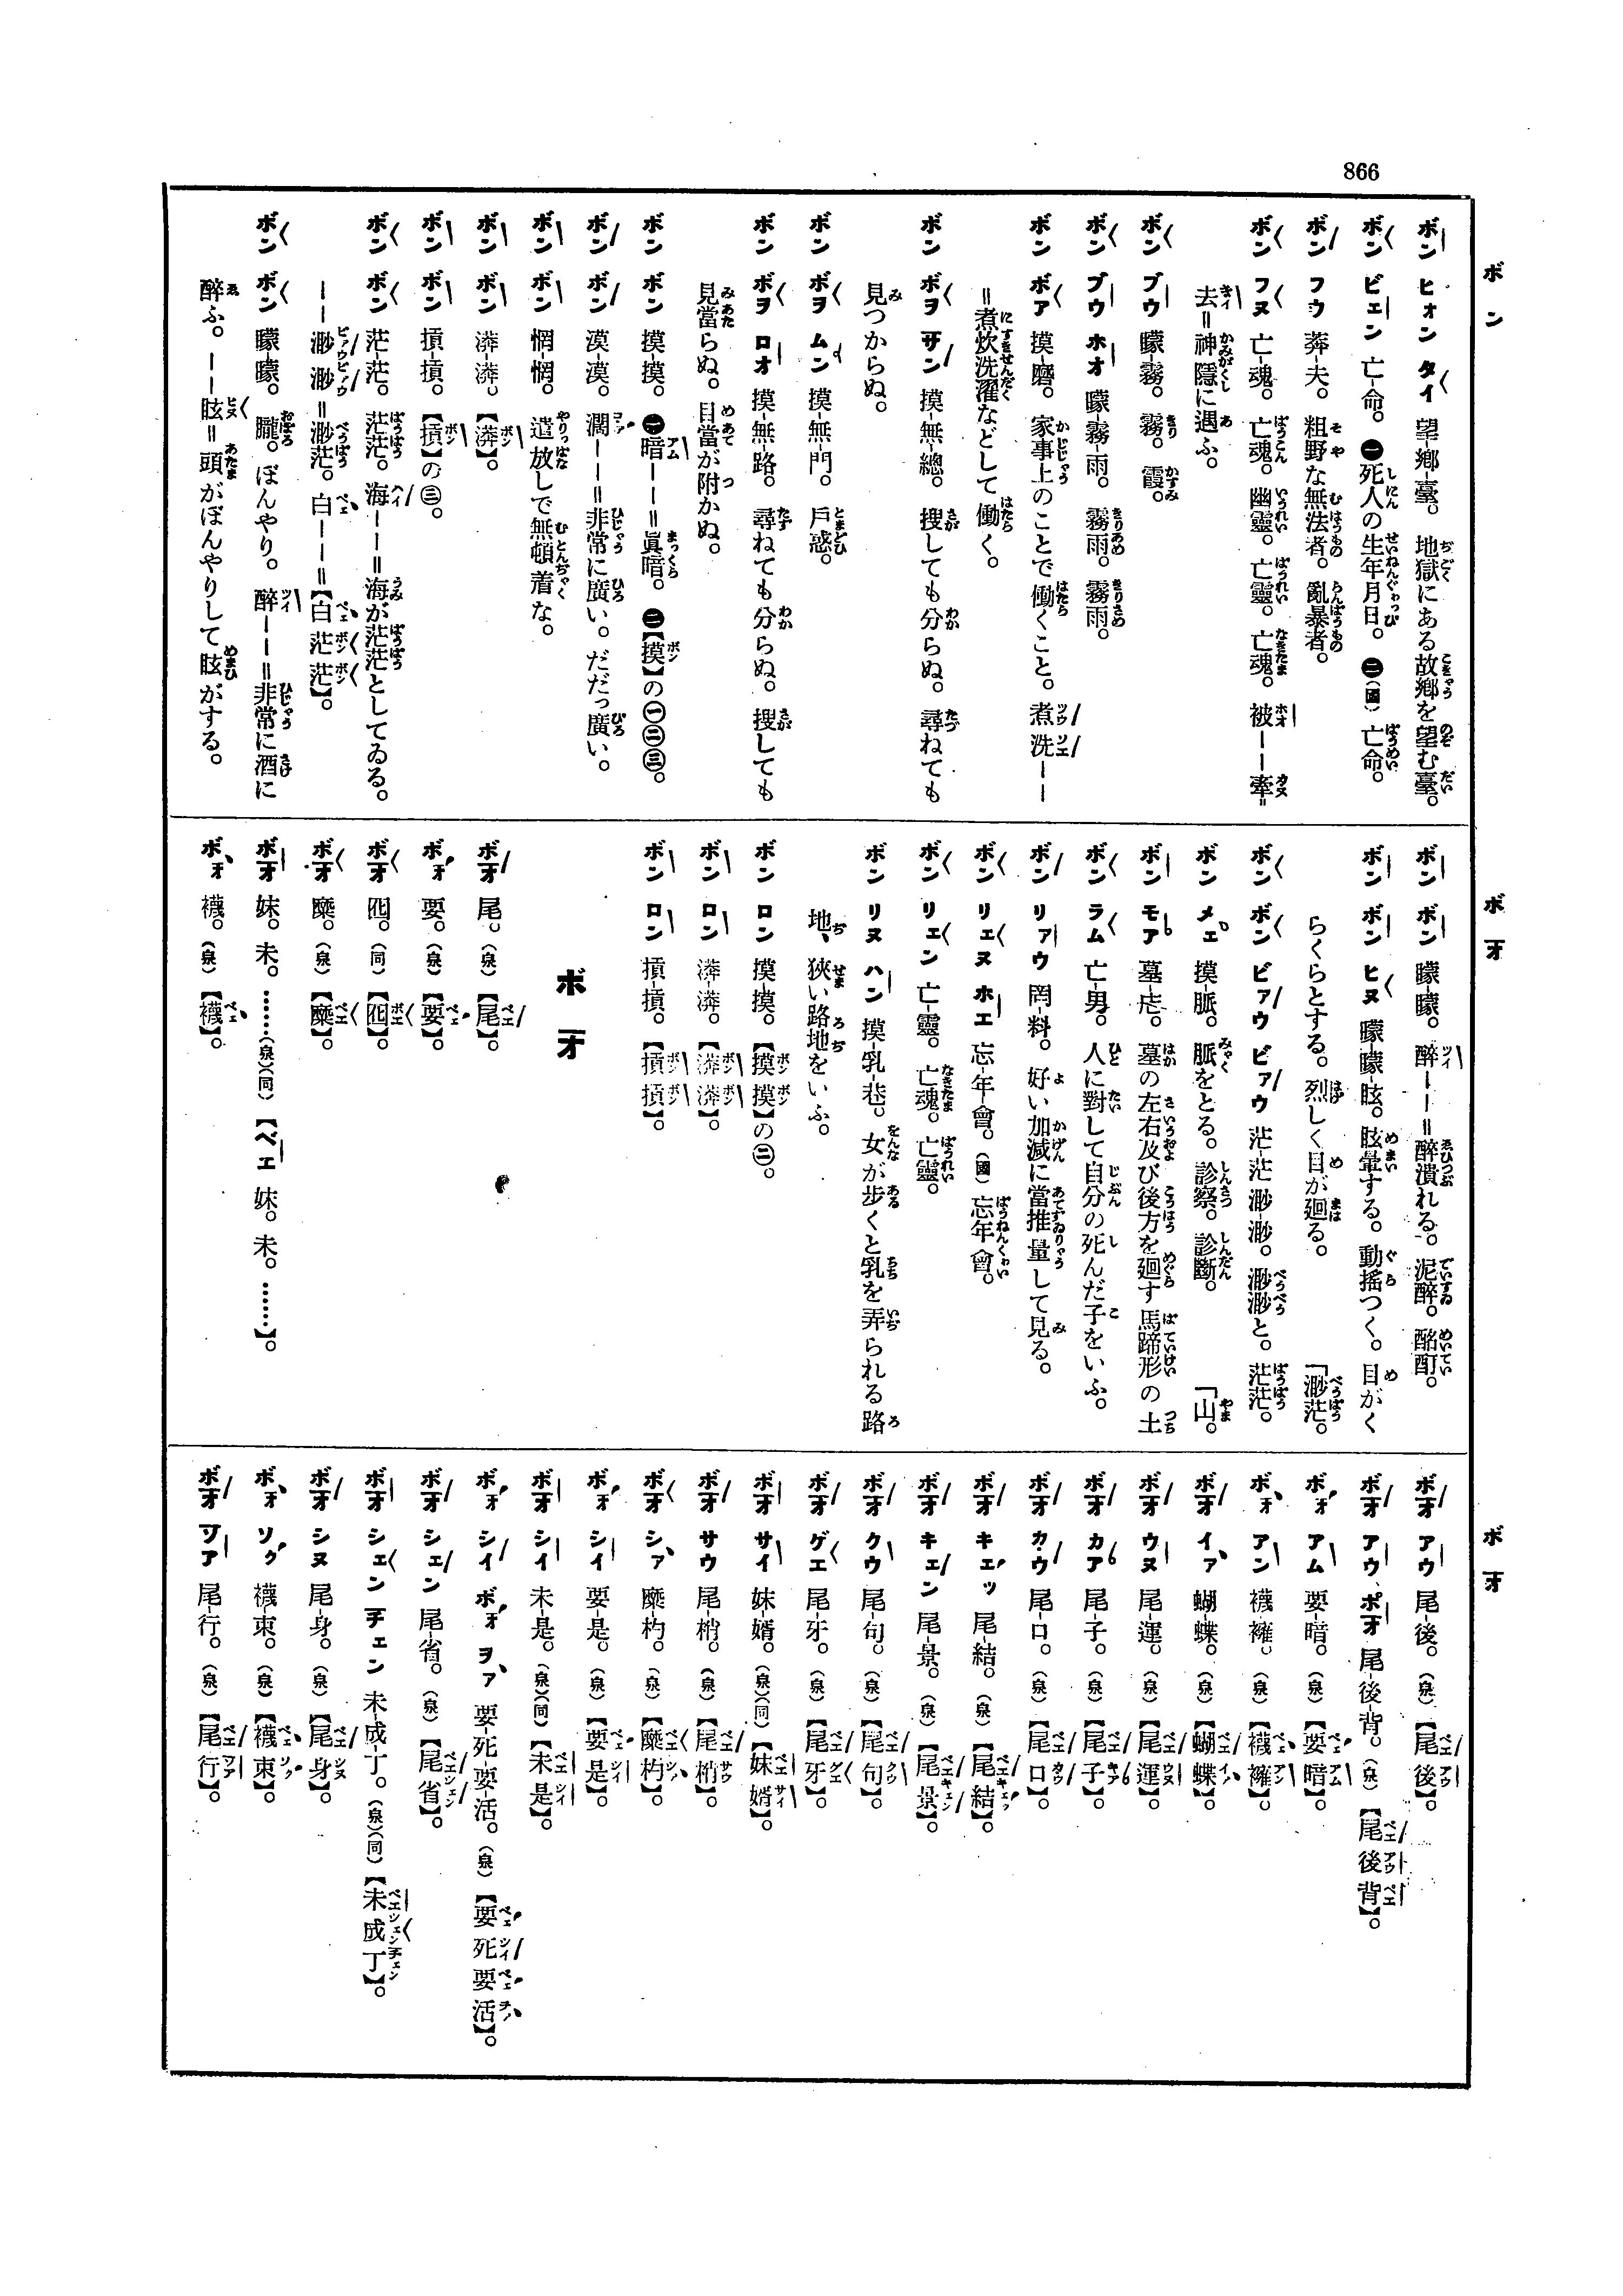 866
ボン
ボオ
ボオ
ボン ヒォン タイ 望-鄕-臺。 地獄にある故鄕を望む臺。
ボン ビェン 亡-命。 ㊀死人の生年月日。 ㊁(國)亡命。
ボン フウ 莽-夫。 粗野な無法者。亂暴者。
ボン フヌ 亡-魂。 亡魂。幽靈。亡靈。亡魂。 被——牽
去=神隱に遇ふ。
ボン ブウ 矇-霧。 霧。霞。
ボン ブウ ホオ 矇-霧-雨。 霧雨。霧雨。
ボン ボア 摸-磨。 家事上のことで働くこと。 煮洗——
=煮炊洗濯などして働く。
ボン ボヲ サン 摸-無-總。 搜しても分らぬ。尋ねても
見つからぬ。
ボン ボヲ ムン 摸-無-門。 戶惑。
ボン ボヲ ロオ 摸-無-路。 尋ねても分らぬ。搜しても
見當らぬ。目當が附かぬ。
ボン ボン 摸-摸。 ㊀暗——=眞暗。 ㊁【摸】の㊀㊁㊂。
ボン ボン 漠-漠。 濶——=非常に廣い。だだっ廣い。
ボン ボン 惘-惘。 遣放しで無頓着な。
ボン ボン 漭-漭。 【漭】。
ボン ボン 摃-摃。 【摃】の㊂。
ボン ボン 茫-茫。 茫茫。 海——=海が茫茫としてゐる。
——渺渺=渺茫。 白——=【白茫茫】。
ボン ボン 矇-矇。 朧。ぼんやり。 醉——=非常に酒に
醉ふ。 ——眩=頭がぼんやりして眩がする。
ボン ボン 矇-矇。 醉——=醉潰れる。泥醉。酩酊。
ボン ボン ヒヌ 矇-矇-眩。 眩暈する。動搖つく。目がく
らくらとする。烈しく目が廻る。 「渺茫。
ボン ボン ビァウ ビァウ 茫-茫-渺-渺。 渺渺と。茫茫。
ボン メェ 摸-脈。 脈をとる。診察。診斷。 「山。
ボン モア 墓-𤶸。 墓の左右及び後方を廻す馬蹄形の土
ボン ラム 亡-男。 人に對して自分の死んだ子をいふ。
ボン リァウ 罔-料。 好い加減に當推量して見る。
ボン リェヌ ホエ 忘-年-會。 (國)忘年會。
ボン リェン 亡-靈。 亡魂。亡靈。
ボン リヌ ハン 摸-乳-巷。 女が步くと乳を弄られる路
地、狹い路地をいふ。
ボン ロン 摸-摸。 【摸摸】の㊁。
ボン ロン 漭-漭。 【漭漭】。
ボン ロン 摃-摃。 【摃摃】。
ボオ
ボオ 尾。(泉)【尾】。
ボォ 要。(泉)【要】。
ボオ 囮。(同)【囮】。
ボオ 糜。(泉)【糜】。
ボオ 妹。未。……(泉)(同)【ベエ 妹。未。……】。
ボォ 襪。(泉)【襪】。
ボオ アウ 尾-後。(泉)【尾後】。
ボオ アウ ボオ 尾-後-背。(泉)【尾後背】。
ボォ アム 要-暗。(泉)【要暗】。
ボォ アン 襪-𧞫。(泉)【襪𧞫】。
ボオ イァ 蝴-蝶。(泉)【蝴蝶】。
ボオ ウヌ 尾-運。(泉)【尾運】。
ボオ カア 尾-子。(泉)【尾子】。
ボオ カウ 尾-口。(泉)【尾口】。
ボオ キェッ 尾-結。(泉)【尾結】。
ボオ キェン 尾-景。(泉)【尾景】。
ボオ クウ 尾-句。(泉)【尾句】。
ボオ ゲエ 尾-牙。(泉)【尾牙】。
ボオ サイ 妹-婿。(泉)(同)【妹婿】。
ボオ サウ 尾-梢。(泉)【尾梢】。
ボオ シァ 糜-杓。(泉)【糜杓】。
ボォ シイ 要-是。(泉)【要是】。
ボオ シイ 未-是。(泉)(同)【未是】。
ボォ シイ ボォ ヲァ 要-死-要-活。(泉)【要死要活】。
ボオ シェン 尾-省。(泉)【尾省】。
ボオ シェン チェン 未-成-丁。(泉)(同)【未成丁】。
ボオ シヌ 尾-身。(泉)【尾身】。
ボォ ソク 襪-束。(泉)【襪束】。
ボオ ツア 尾-行。(泉)【尾行】。